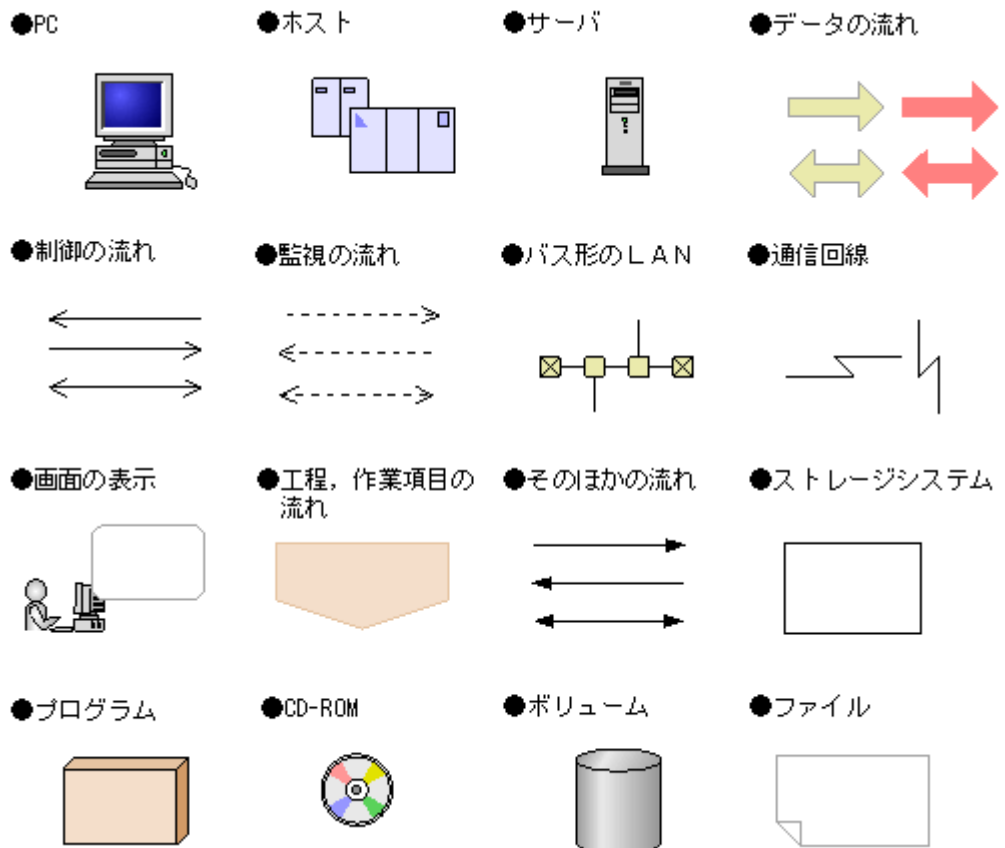 ●PC
●ホスト
●サーバ
●データの流れ
●制御の流れ
●監視の流れ
●バス形のＬＡＮ
●通信回線
●画面の表示
●工程，作業項目の
流れ
●そのほかの流れ
●ストレージシステム
●プログラム
●CD-ROM
●ボリューム
●ファイル